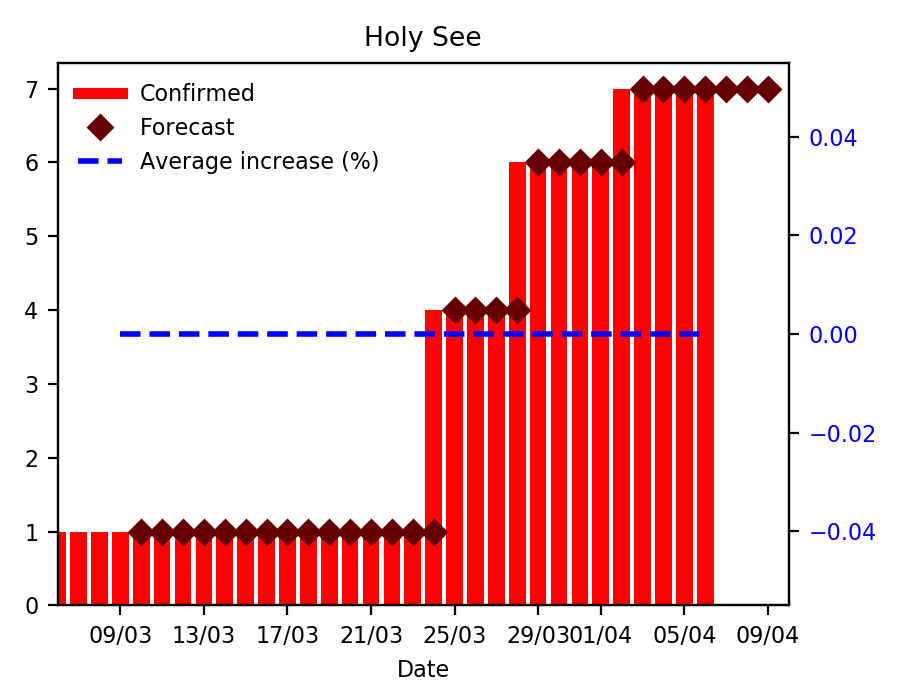 Holy See
Confirmed
Forecast
Average increase (%)
7
6
5
4
3
2
1
0
0.04
0.02
0.00
−0.02
−0.04
09/03 13/03 17/03 21/03 25/03 29/03 01/04 05/04 09/04
Date